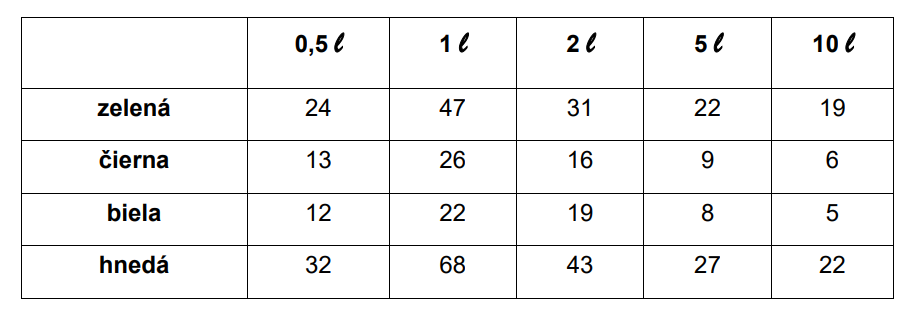 0,5 ℓ 1 ℓ 2 ℓ 5 ℓ 10 ℓ
zelená 24 47 31 22 19
čierna 13 26 16 9 6
biela 12 22 19 8 5
hnedá 32 68 43 27 22